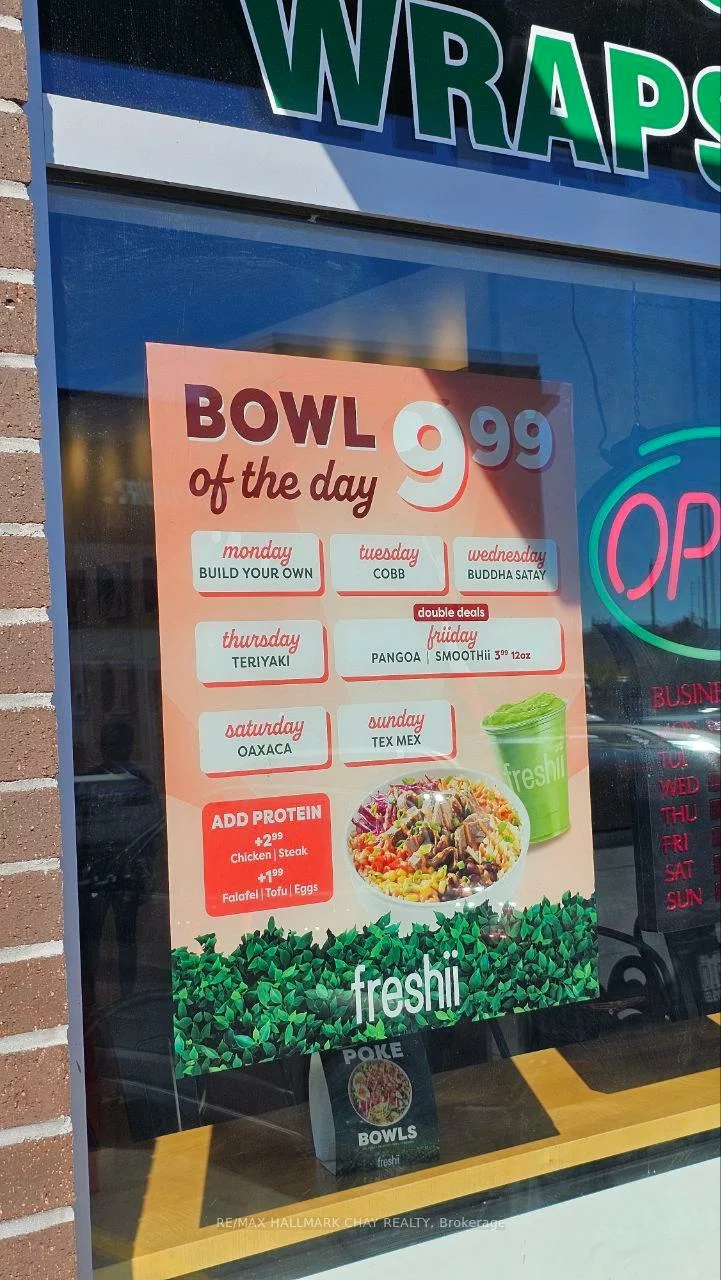 WRAPS
BOWL
of the day
9 99
monday
BUILD YOUR OWN
tuesday
COBB
wednesday
BUDDHA SATAY
thursday
TERIYAKI
double deals
friiday
PANGOA | SMOOTHii 3⁹⁹ 12oz
saturday
OAXACA
sunday
TEX MEX
freshii
ADD PROTEIN
+2⁹⁹
Chicken | Steak
+1⁹⁹
Falafel | Tofu | Eggs
freshii
POKE
BOWLS
freshii
OP
BUSINE
TUE
WED
THU
FRI
SAT
SUN
RE/MAX HALLMARK CHAY REALTY, Brokerage